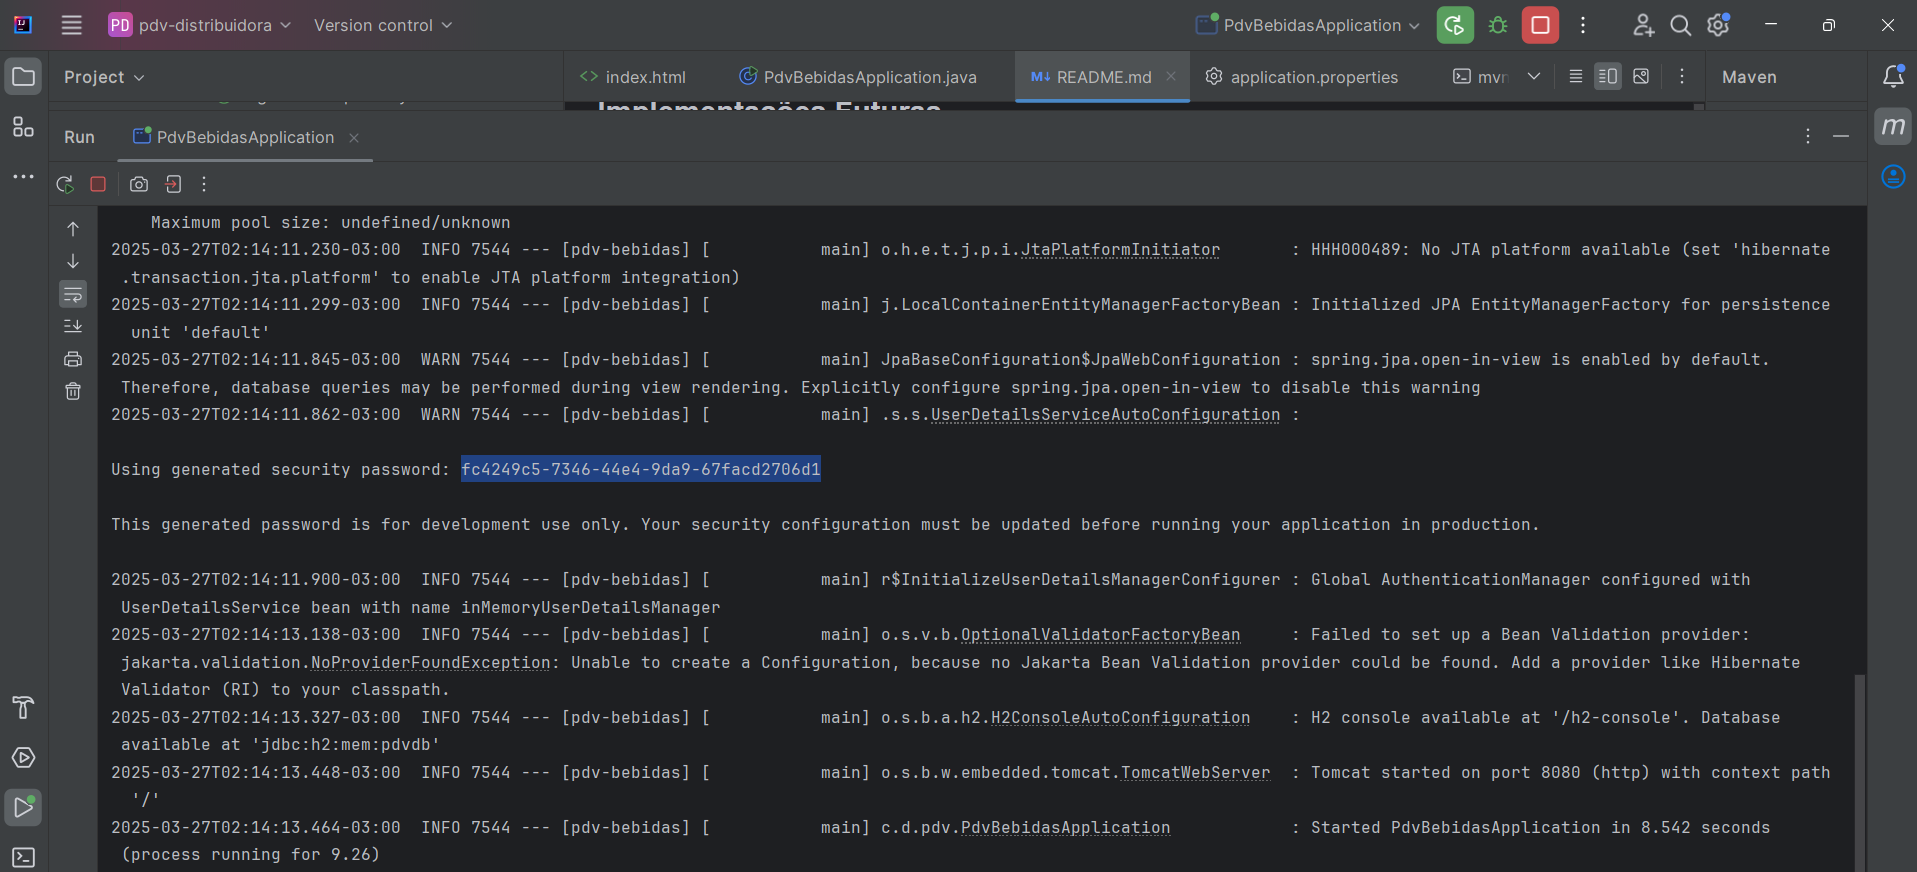 PD pdv-distribuidora Version control PdvBebidasApplication
Project index.html PdvBebidasApplication.java M↓ README.md application.properties Maven
Run PdvBebidasApplication
m
Maximum pool size: undefined/unknown
2025-03-27T02:14:11.230-03:00 INFO 7544 --- [pdv-bebidas] [ main] o.h.e.t.j.p.i.JtaPlatformInitiator : HHH000489: No JTA platform available (set 'hibernate
.transaction.jta.platform' to enable JTA platform integration)
2025-03-27T02:14:11.299-03:00 INFO 7544 --- [pdv-bebidas] [ main] j.LocalContainerEntityManagerFactoryBean : Initialized JPA EntityManagerFactory for persistence
unit 'default'
2025-03-27T02:14:11.845-03:00 WARN 7544 --- [pdv-bebidas] [ main] JpaBaseConfiguration$JpaWebConfiguration : spring.jpa.open-in-view is enabled by default.
Therefore, database queries may be performed during view rendering. Explicitly configure spring.jpa.open-in-view to disable this warning
2025-03-27T02:14:11.862-03:00 WARN 7544 --- [pdv-bebidas] [ main] .s.s.UserDetailsServiceAutoConfiguration :
Using generated security password: fc4249c5-7346-44e4-9da9-67facd2706d1
This generated password is for development use only. Your security configuration must be updated before running your application in production.
2025-03-27T02:14:11.900-03:00 INFO 7544 --- [pdv-bebidas] [ main] r$InitializeUserDetailsManagerConfigurer : Global AuthenticationManager configured with
UserDetailsService bean with name inMemoryUserDetailsManager
2025-03-27T02:14:13.138-03:00 INFO 7544 --- [pdv-bebidas] [ main] o.s.v.b.OptionalValidatorFactoryBean : Failed to set up a Bean Validation provider:
jakarta.validation.NoProviderFoundException: Unable to create a Configuration, because no Jakarta Bean Validation provider could be found. Add a provider like Hibernate
Validator (RI) to your classpath.
2025-03-27T02:14:13.327-03:00 INFO 7544 --- [pdv-bebidas] [ main] o.s.b.a.h2.H2ConsoleAutoConfiguration : H2 console available at '/h2-console'. Database
available at 'jdbc:h2:mem:pdvdb'
2025-03-27T02:14:13.448-03:00 INFO 7544 --- [pdv-bebidas] [ main] o.s.b.w.embedded.tomcat.TomcatWebServer : Tomcat started on port 8080 (http) with context path
'/'
2025-03-27T02:14:13.464-03:00 INFO 7544 --- [pdv-bebidas] [ main] c.d.pdv.PdvBebidasApplication : Started PdvBebidasApplication in 8.542 seconds
(process running for 9.26)